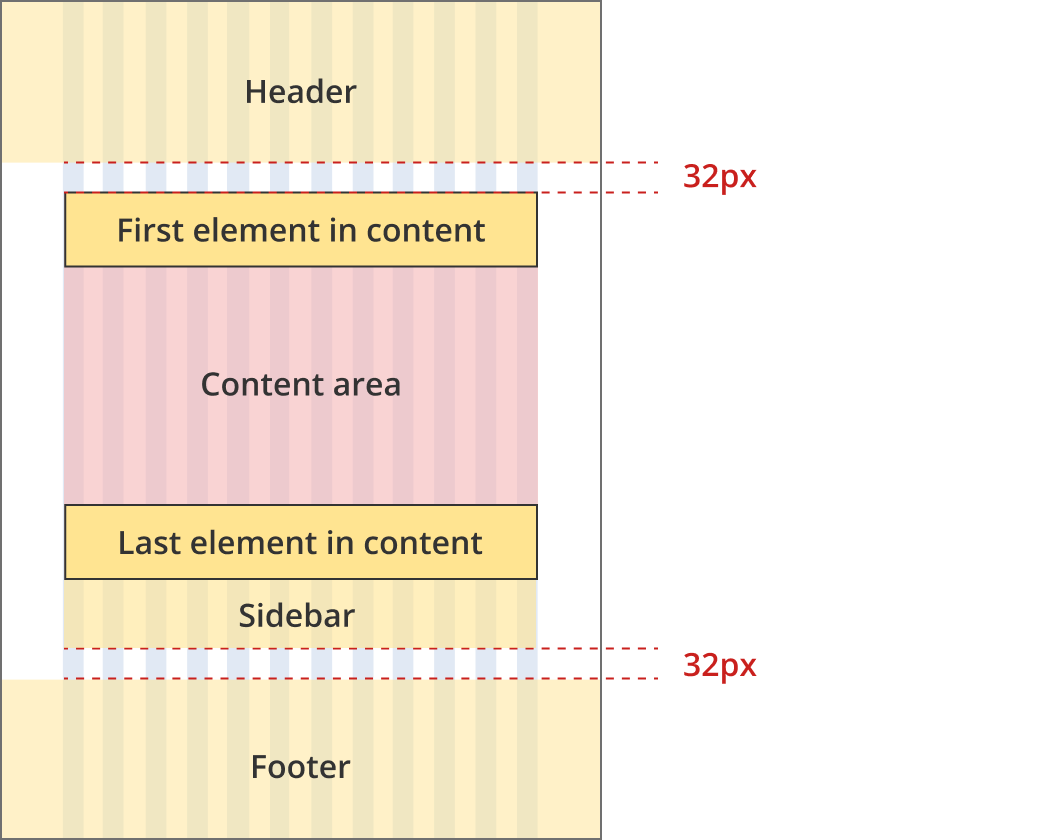 Header
32px
First element in content
Content area
Last element in content
Sidebar
32px
Footer